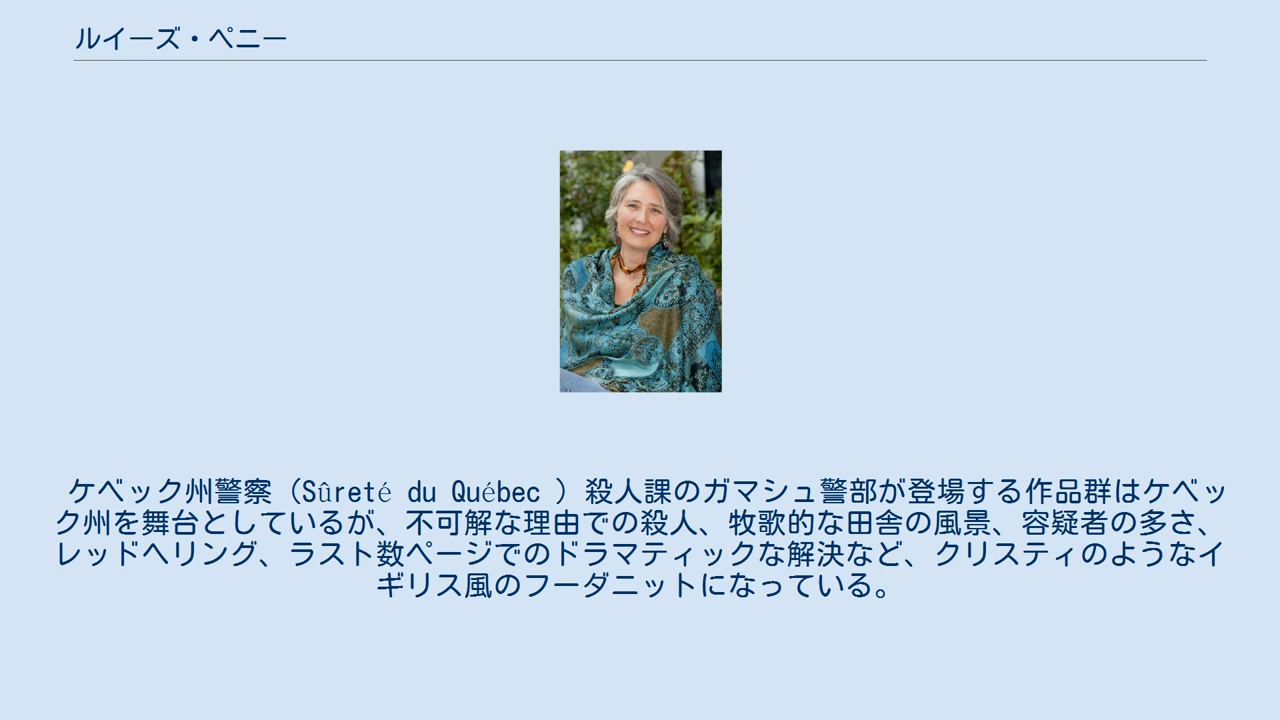 ルイーズ・ペニー
ケベック州警察（Sûreté du Québec ）殺人課のガマシュ警部が登場する作品群はケベッ
ク州を舞台としているが、不可解な理由での殺人、牧歌的な田舎の風景、容疑者の多さ、
レッドヘリング、ラスト数ページでのドラマティックな解決など、クリスティのようなイ
ギリス風のフーダニットになっている。